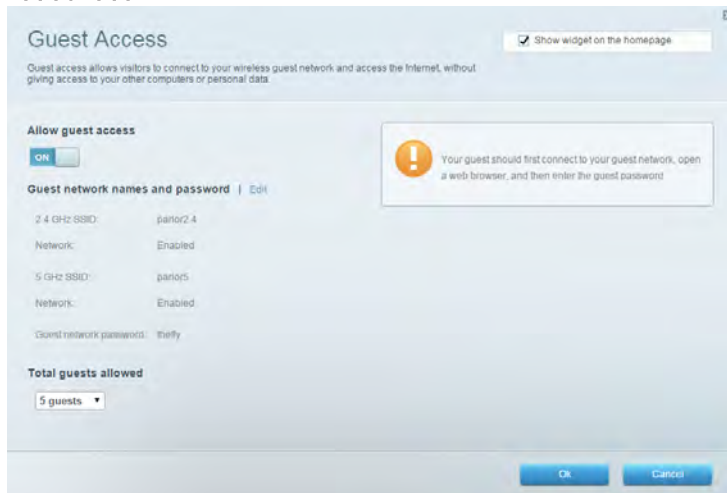 Guest Access
Show widget on the homepage
Guest access allows visitors to connect to your wireless guest network and access the Internet, without
giving access to your other computers or personal data
Allow guest access
ON
Your guest should first connect to your guest network, open
a web browser, and then enter the guest password
Guest network names and password | Edit
2.4 GHz SSID:
Network: Enabled
5 GHz SSID:
Network: Enabled
Guest network password:
Total guests allowed
5 guests
Ok Cancel